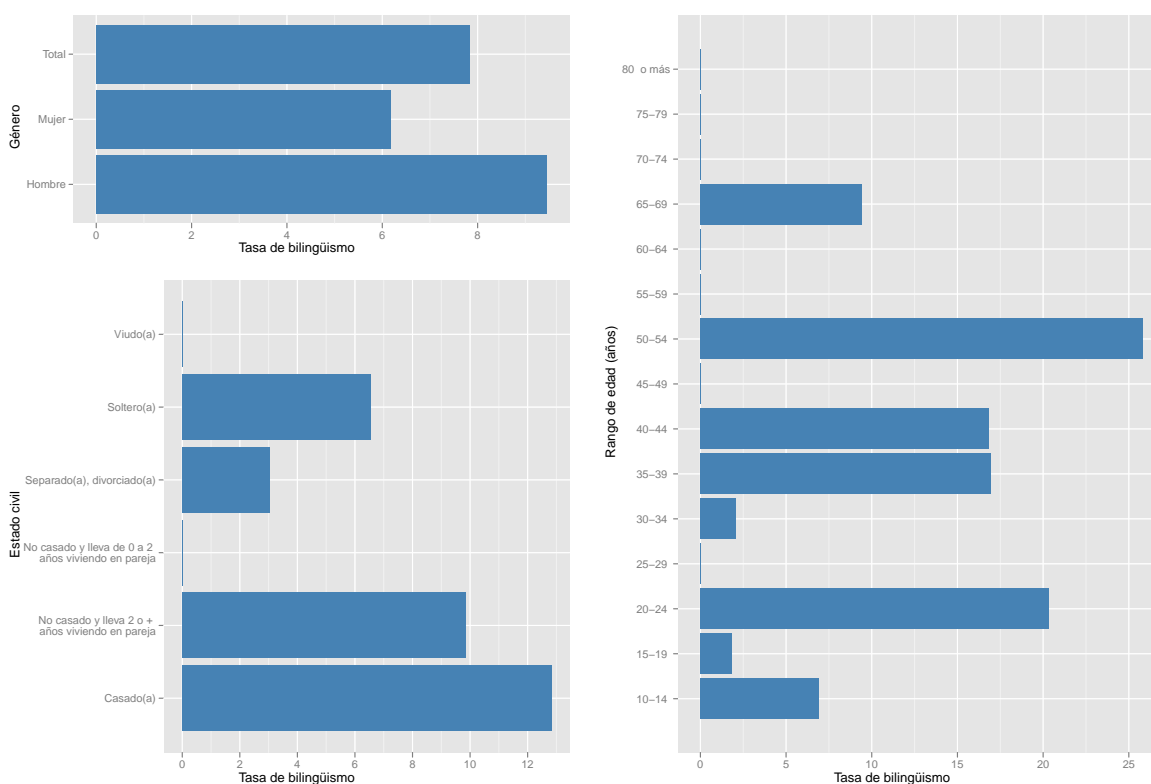 Género
Total
Mujer
Hombre
0 2 4 6 8
Tasa de bilingüismo
Estado civil
Viudo(a)
Soltero(a)
Separado(a), divorciado(a)
No casado y lleva de 0 a 2
años viviendo en pareja
No casado y lleva 2 o +
años viviendo en pareja
Casado(a)
0 2 4 6 8 10 12
Tasa de bilingüismo
Rango de edad (años)
80 o más
75−79
70−74
65−69
60−64
55−59
50−54
45−49
40−44
35−39
30−34
25−29
20−24
15−19
10−14
0 5 10 15 20 25
Tasa de bilingüismo